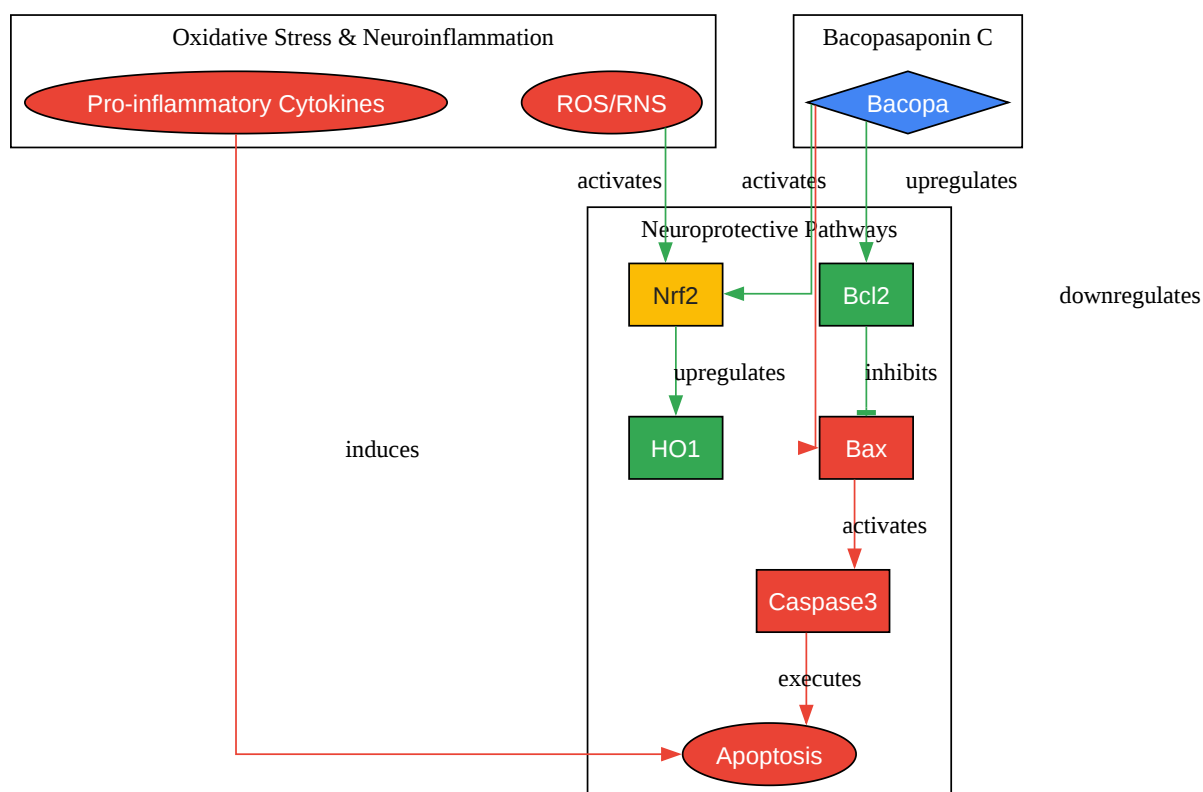 Oxidative Stress & Neuroinflammation
Bacopasaponin C
Pro-inflammatory Cytokines
ROS/RNS
Bacopa
activates
activates
upregulates
Neuroprotective Pathways
Nrf2
Bcl2
downregulates
upregulates
inhibits
induces
HO1
Bax
activates
Caspase3
executes
Apoptosis